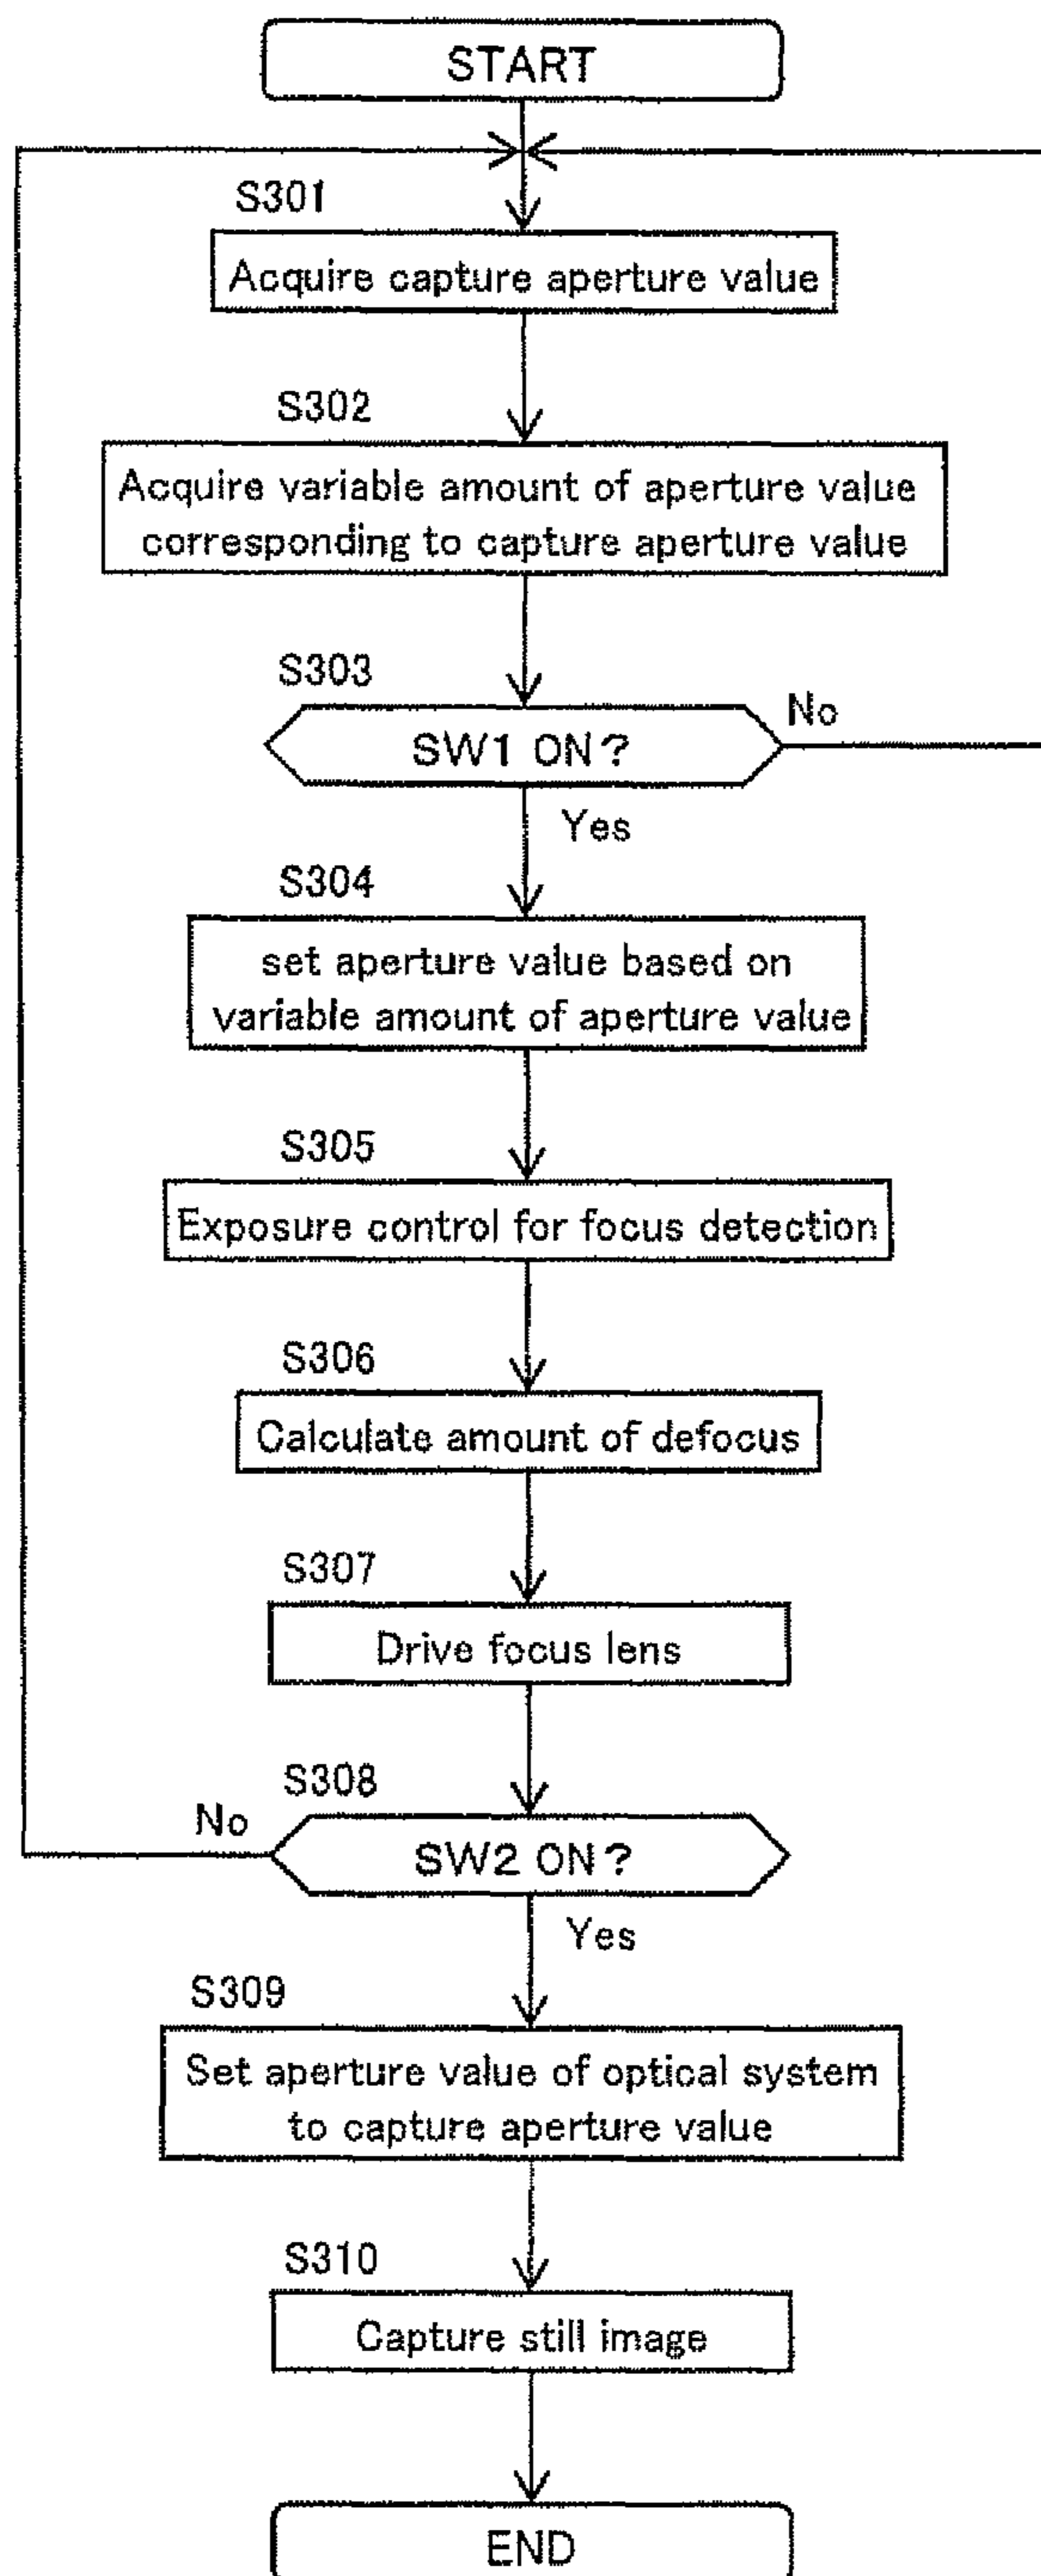 START
S301
Acquire capture aperture value
S302
Acquire variable amount of aperture value
corresponding to capture aperture value
S303
SW1 ON?
No
Yes
S304
set aperture value based on
variable amount of aperture value
S305
Exposure control for focus detection
S306
Calculate amount of defocus
S307
Drive focus lens
S308
No
SW2 ON?
Yes
S309
Set aperture value of optical system
to capture aperture value
S310
Capture still image
END